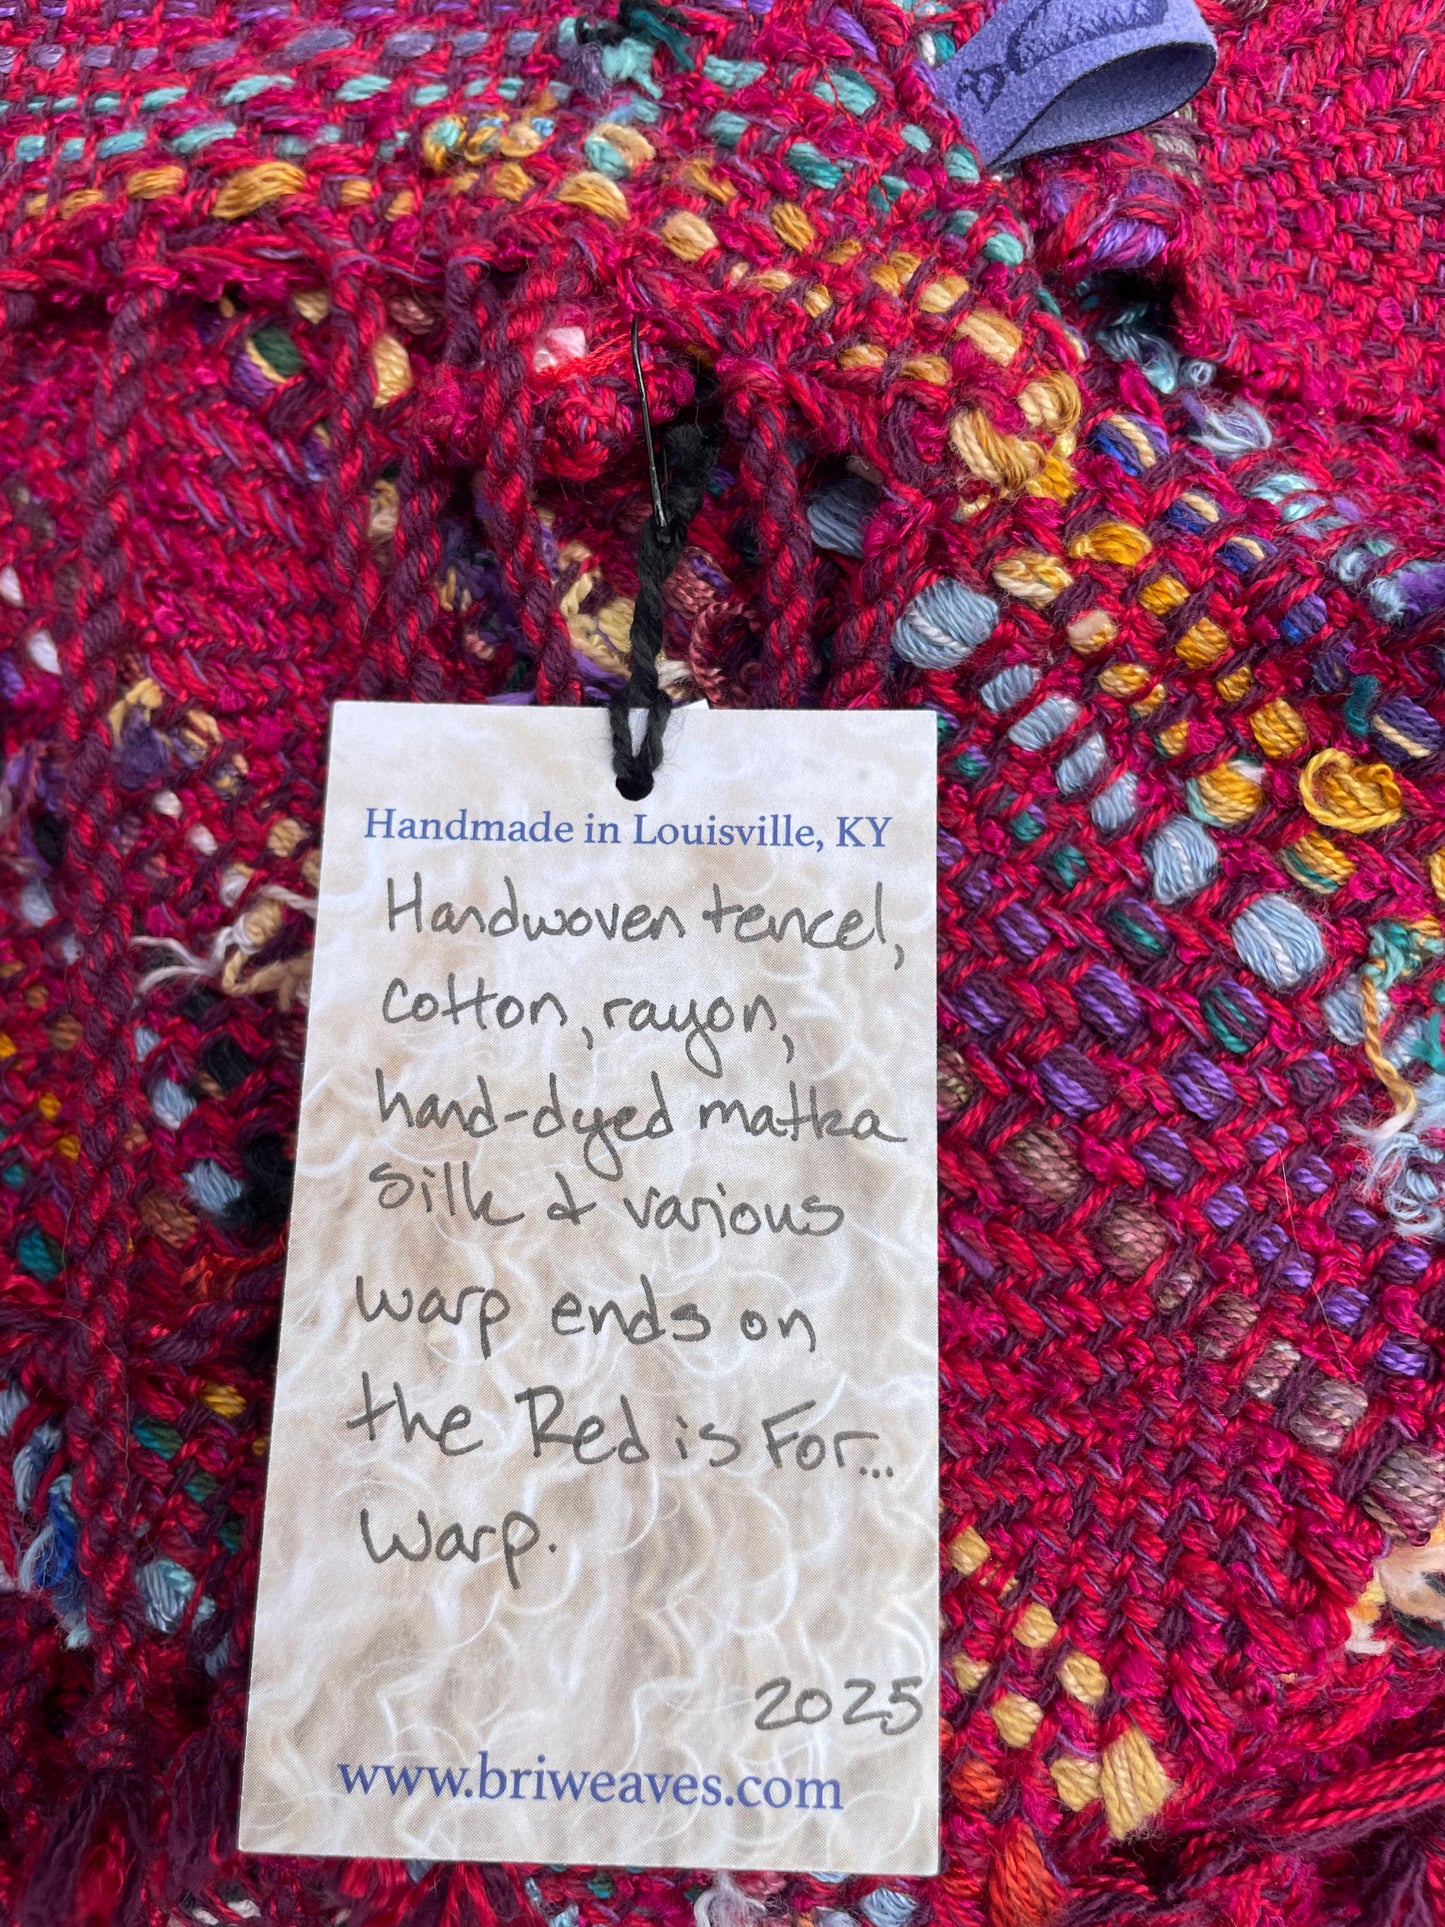 Handmade in Louisville, KY
Handwoven tencel,
cotton, rayon,
hand-dyed matka
silk & various
warp ends on
the Red is For...
warp.
2025
www.briweaves.com